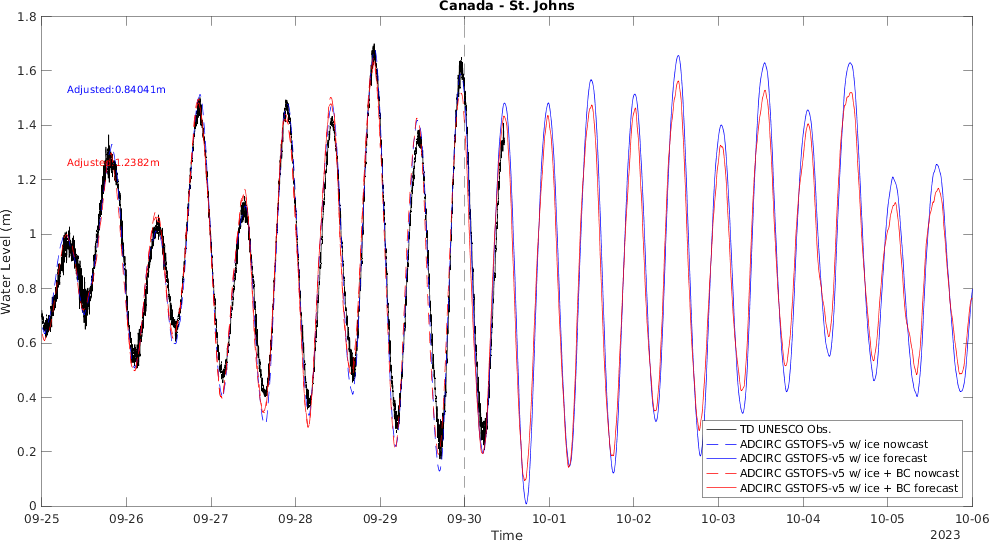 Canada - St. Johns
1.8
1.6
1.4
1.2
1
0.8
0.6
0.4
0.2
0
Water Level (m)
Adjusted:0.84041m
Adjusted:1.2382m
TD UNESCO Obs.
ADCIRC GSTOFS-v5 w/ ice nowcast
ADCIRC GSTOFS-v5 w/ ice forecast
ADCIRC GSTOFS-v5 w/ ice + BC nowcast
ADCIRC GSTOFS-v5 w/ ice + BC forecast
09-25 09-26 09-27 09-28 09-29 09-30 10-01 10-02 10-03 10-04 10-05 10-06
Time
2023